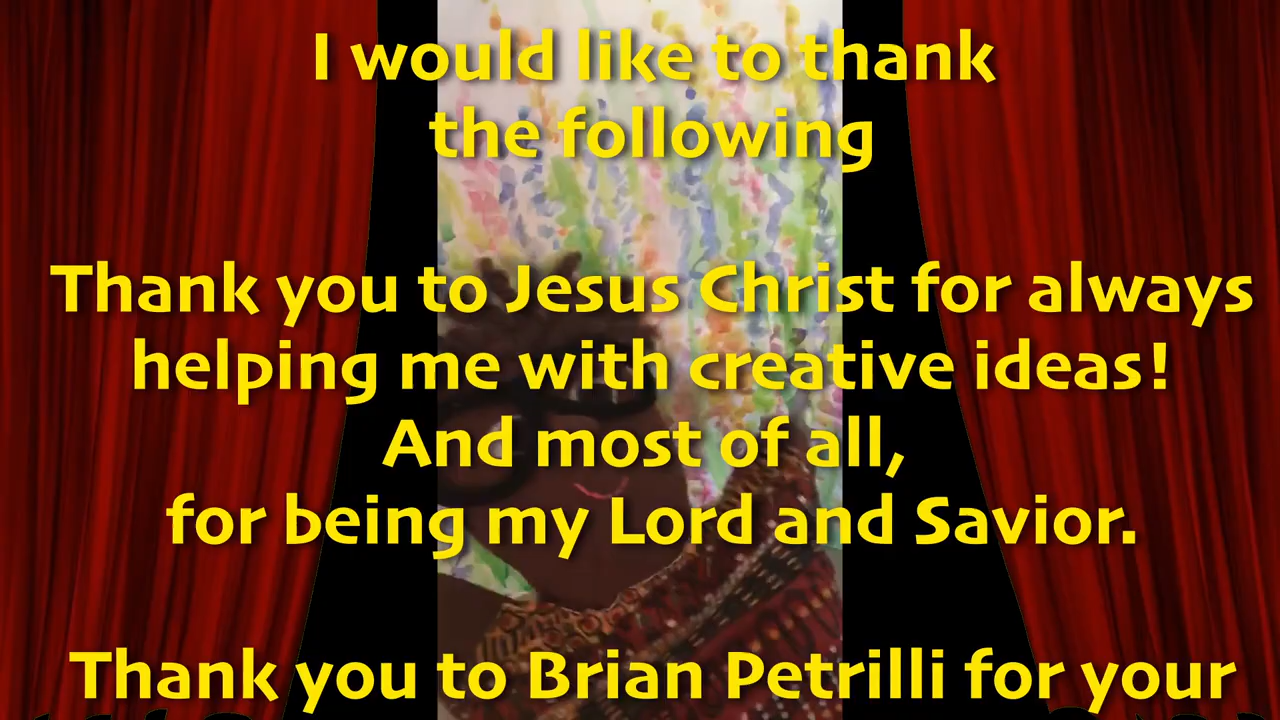 I would like to thank
the following
Thank you to Jesus Christ for always
helping me with creative ideas!
And most of all,
for being my Lord and Savior.
Thank you to Brian Petrilli for your